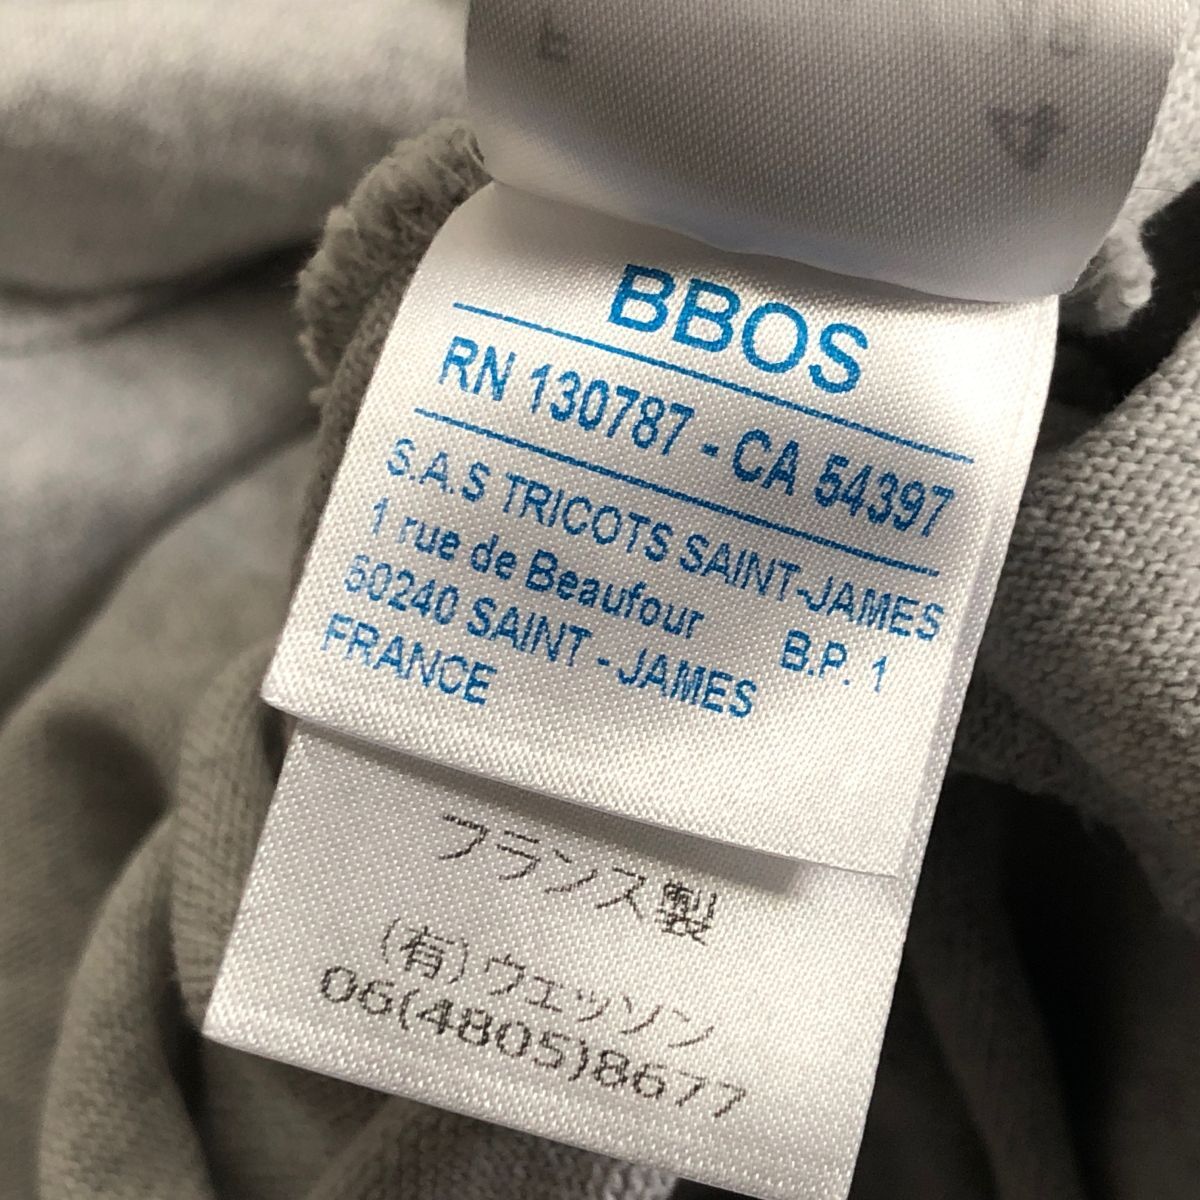 BBOS
RN 130787 - CA 54397
S.A.S TRICOTS SAINT-JAMES
1 rue de Beaufour B.P. 1
50240 SAINT - JAMES
FRANCE
フランス製
(有)ウェッソン
06(4805)8677